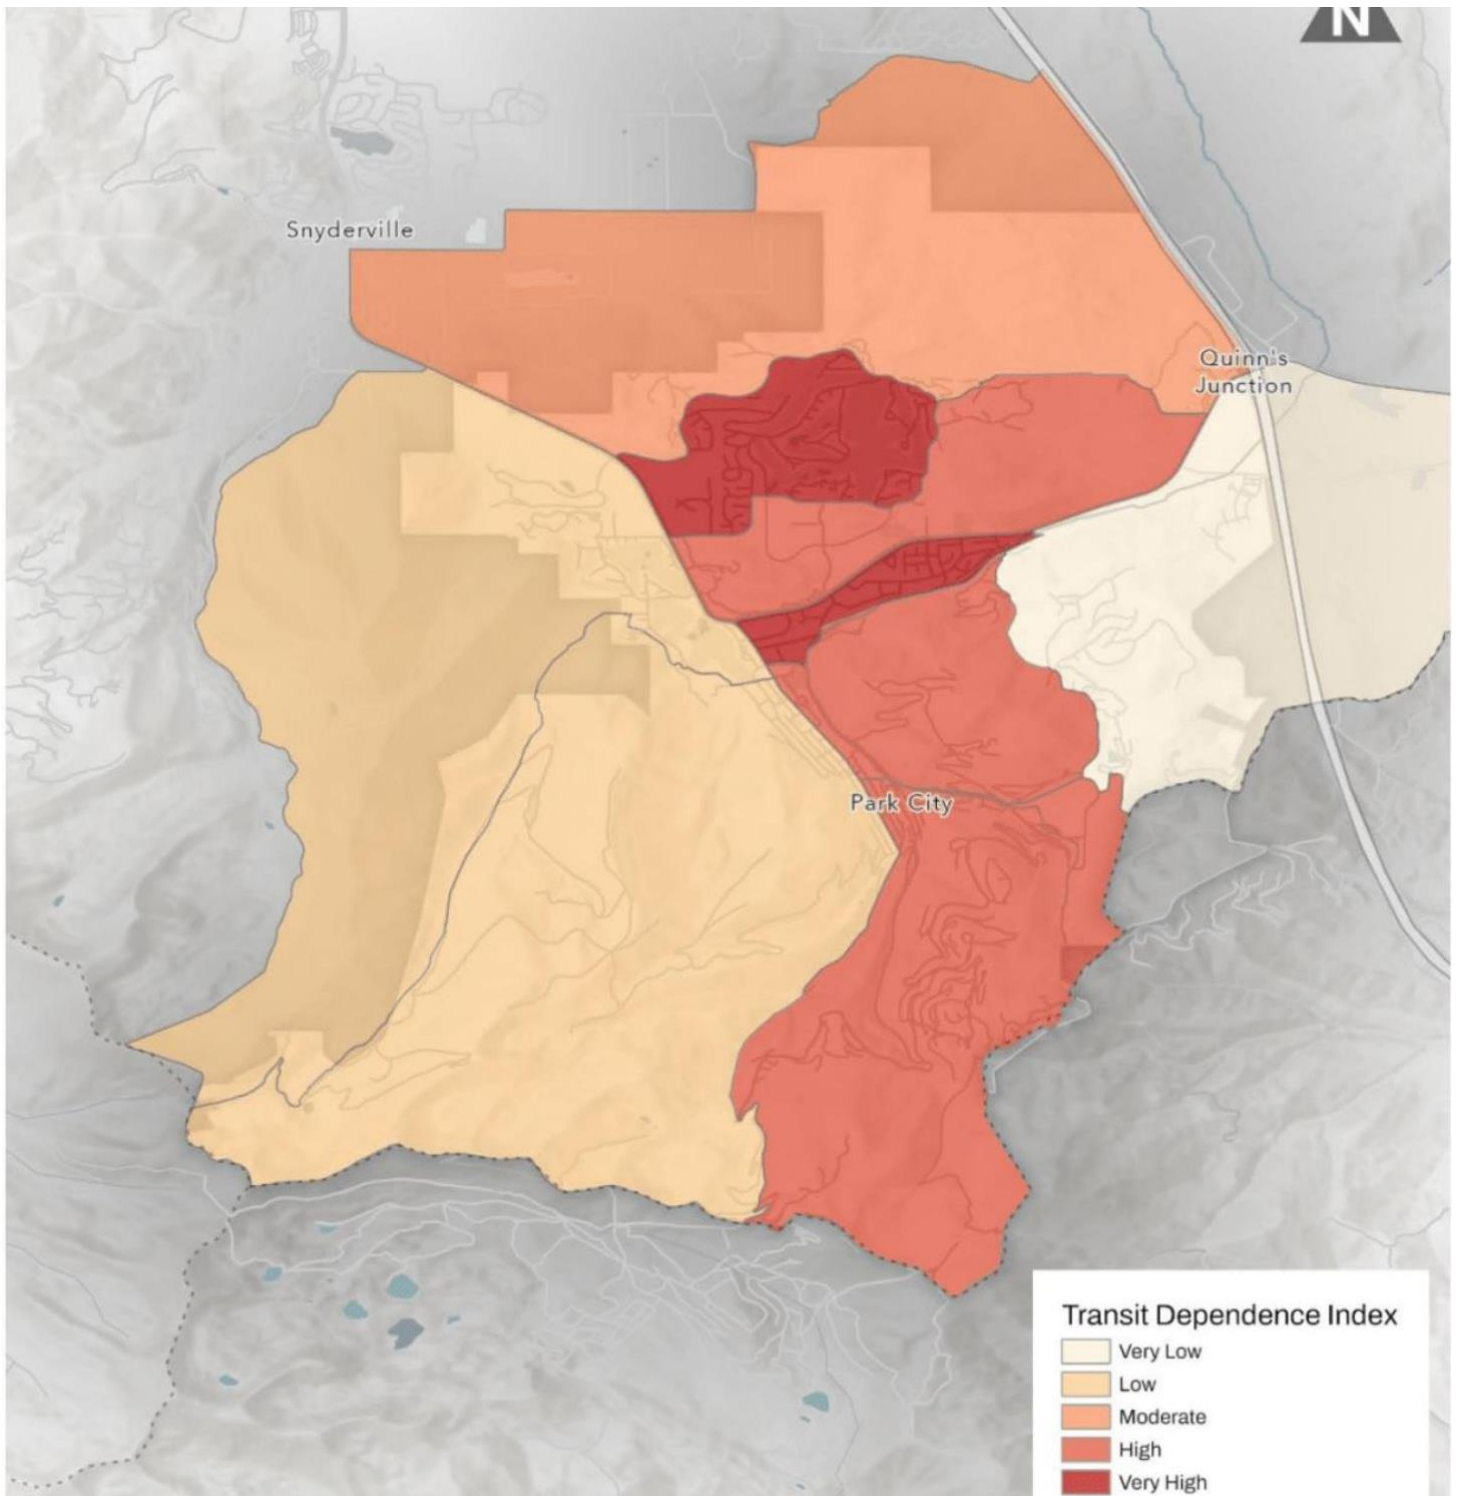 N
Snyderville
Quinn's
Junction
Park City
Transit Dependence Index
Very Low
Low
Moderate
High
Very High